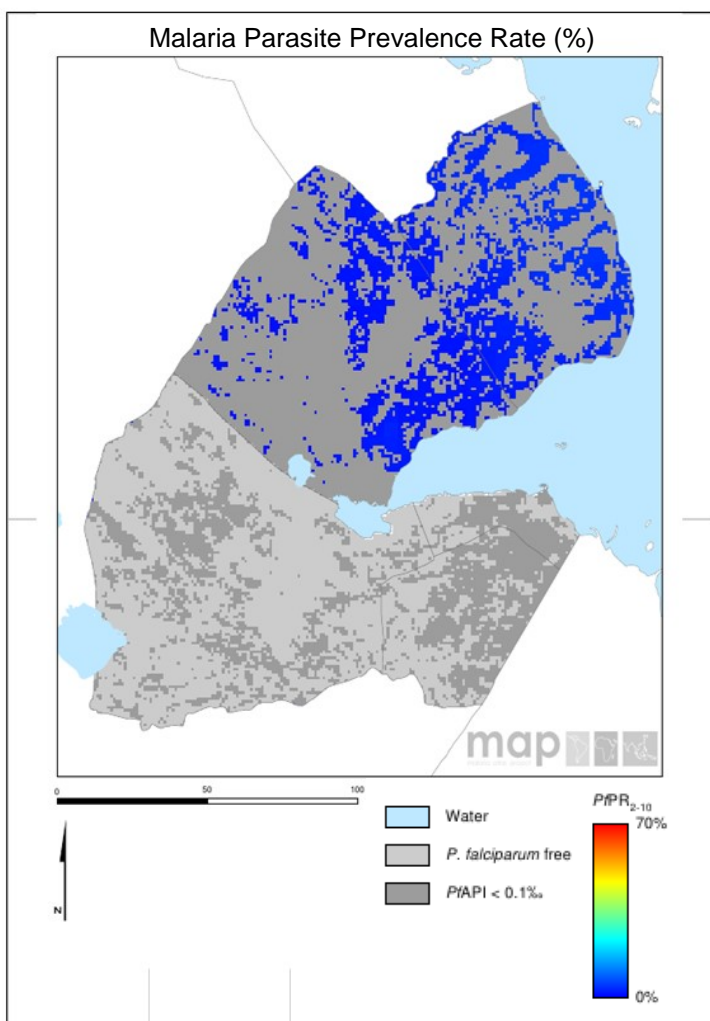 Malaria Parasite Prevalence Rate (%)
map
0 50 100
Water
P. falciparum free
PfAPI < 0.1‰
N
PfPR2-10
70%
0%